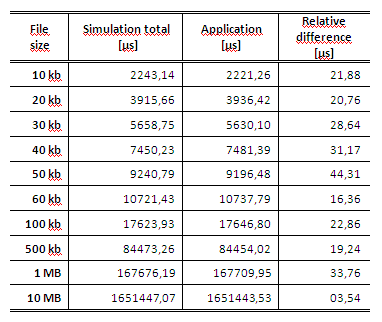 File size Simulation total [µs] Application [µs] Relative difference [µs]
10 kb 2243,14 2221,26 21,88
20 kb 3915,66 3936,42 20,76
30 kb 5658,75 5630,10 28,64
40 kb 7450,23 7481,39 31,17
50 kb 9240,79 9196,48 44,31
60 kb 10721,43 10737,79 16,36
100 kb 17623,93 17646,80 22,86
500 kb 84473,26 84454,02 19,24
1 MB 167676,19 167709,95 33,76
10 MB 1651447,07 1651443,53 03,54